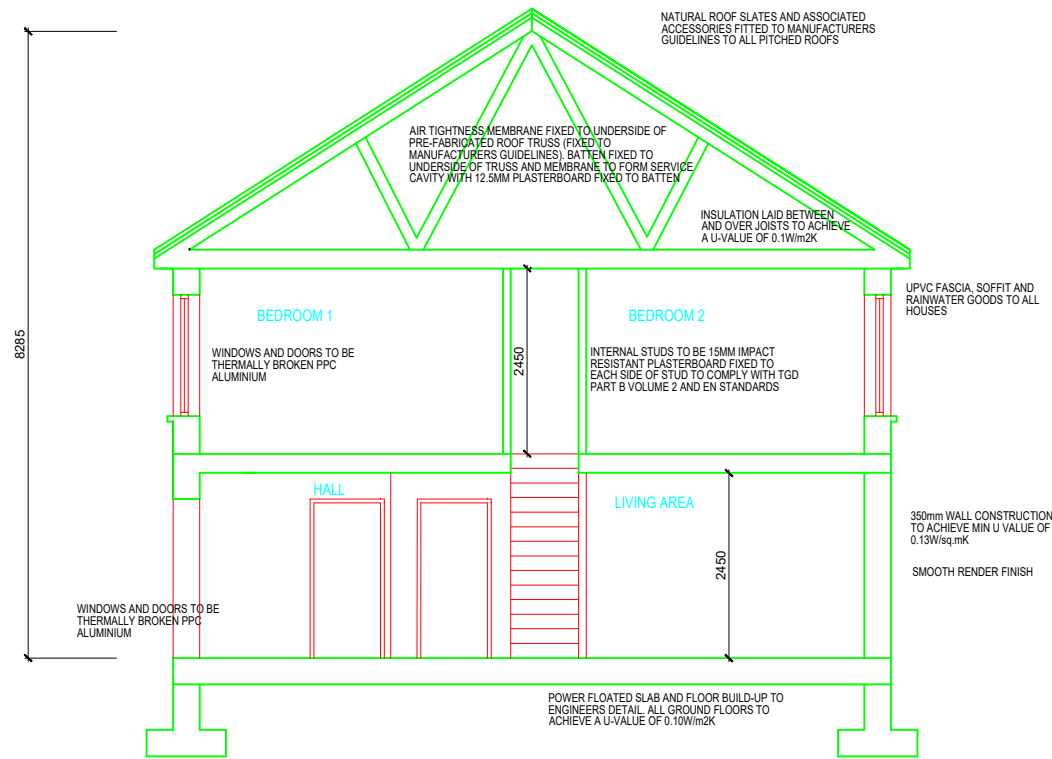 NATURAL ROOF SLATES AND ASSOCIATED
ACCESSORIES FITTED TO MANUFACTURERS
GUIDELINES TO ALL PITCHED ROOFS
AIR TIGHTNESS MEMBRANE FIXED TO UNDERSIDE OF
PRE-FABRICATED ROOF TRUSS (FIXED TO
MANUFACTURERS GUIDELINES). BATTEN FIXED TO
UNDERSIDE OF TRUSS AND MEMBRANE TO FORM SERVICE
CAVITY WITH 12.5MM PLASTERBOARD FIXED TO BATTEN
INSULATION LAID BETWEEN
AND OVER JOISTS TO ACHIEVE
A U-VALUE OF 0.1W/m2K
UPVC FASCIA, SOFFIT AND
RAINWATER GOODS TO ALL
HOUSES
8285
BEDROOM 1
WINDOWS AND DOORS TO BE
THERMALLY BROKEN PPC
ALUMINIUM
2450
BEDROOM 2
INTERNAL STUDS TO BE 15MM IMPACT
RESISTANT PLASTERBOARD FIXED TO
EACH SIDE OF STUD TO COMPLY WITH TGD
PART B VOLUME 2 AND EN STANDARDS
HALL
LIVING AREA
2450
350mm WALL CONSTRUCTION
TO ACHIEVE MIN U VALUE OF
0.13W/sq.mK
SMOOTH RENDER FINISH
WINDOWS AND DOORS TO BE
THERMALLY BROKEN PPC
ALUMINIUM
POWER FLOATED SLAB AND FLOOR BUILD-UP TO
ENGINEERS DETAIL. ALL GROUND FLOORS TO
ACHIEVE A U-VALUE OF 0.10W/m2K